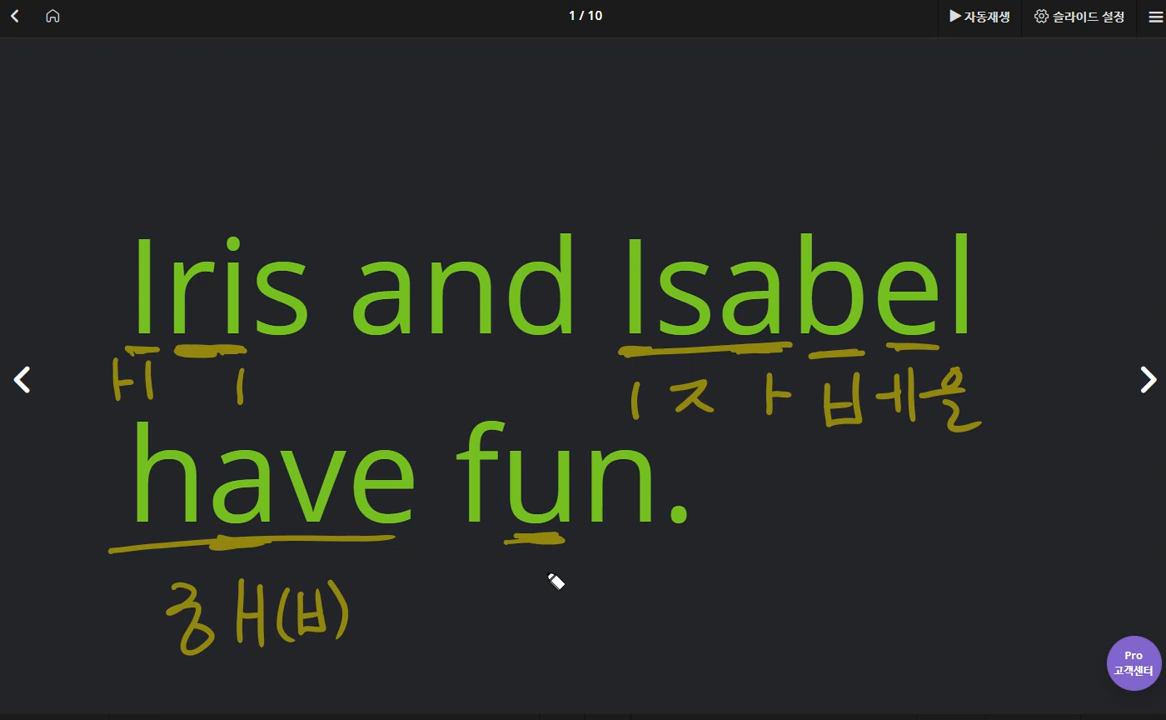 1 / 10
▶ 자동재생
슬라이드 설정
Iris and Isabel
ㅐ ㅣ
ㅣ ㅈ ㅏ ㅂ ㅔ 을
have fun.
ㅎ ㅐ (ㅂ)
Pro
고객센터